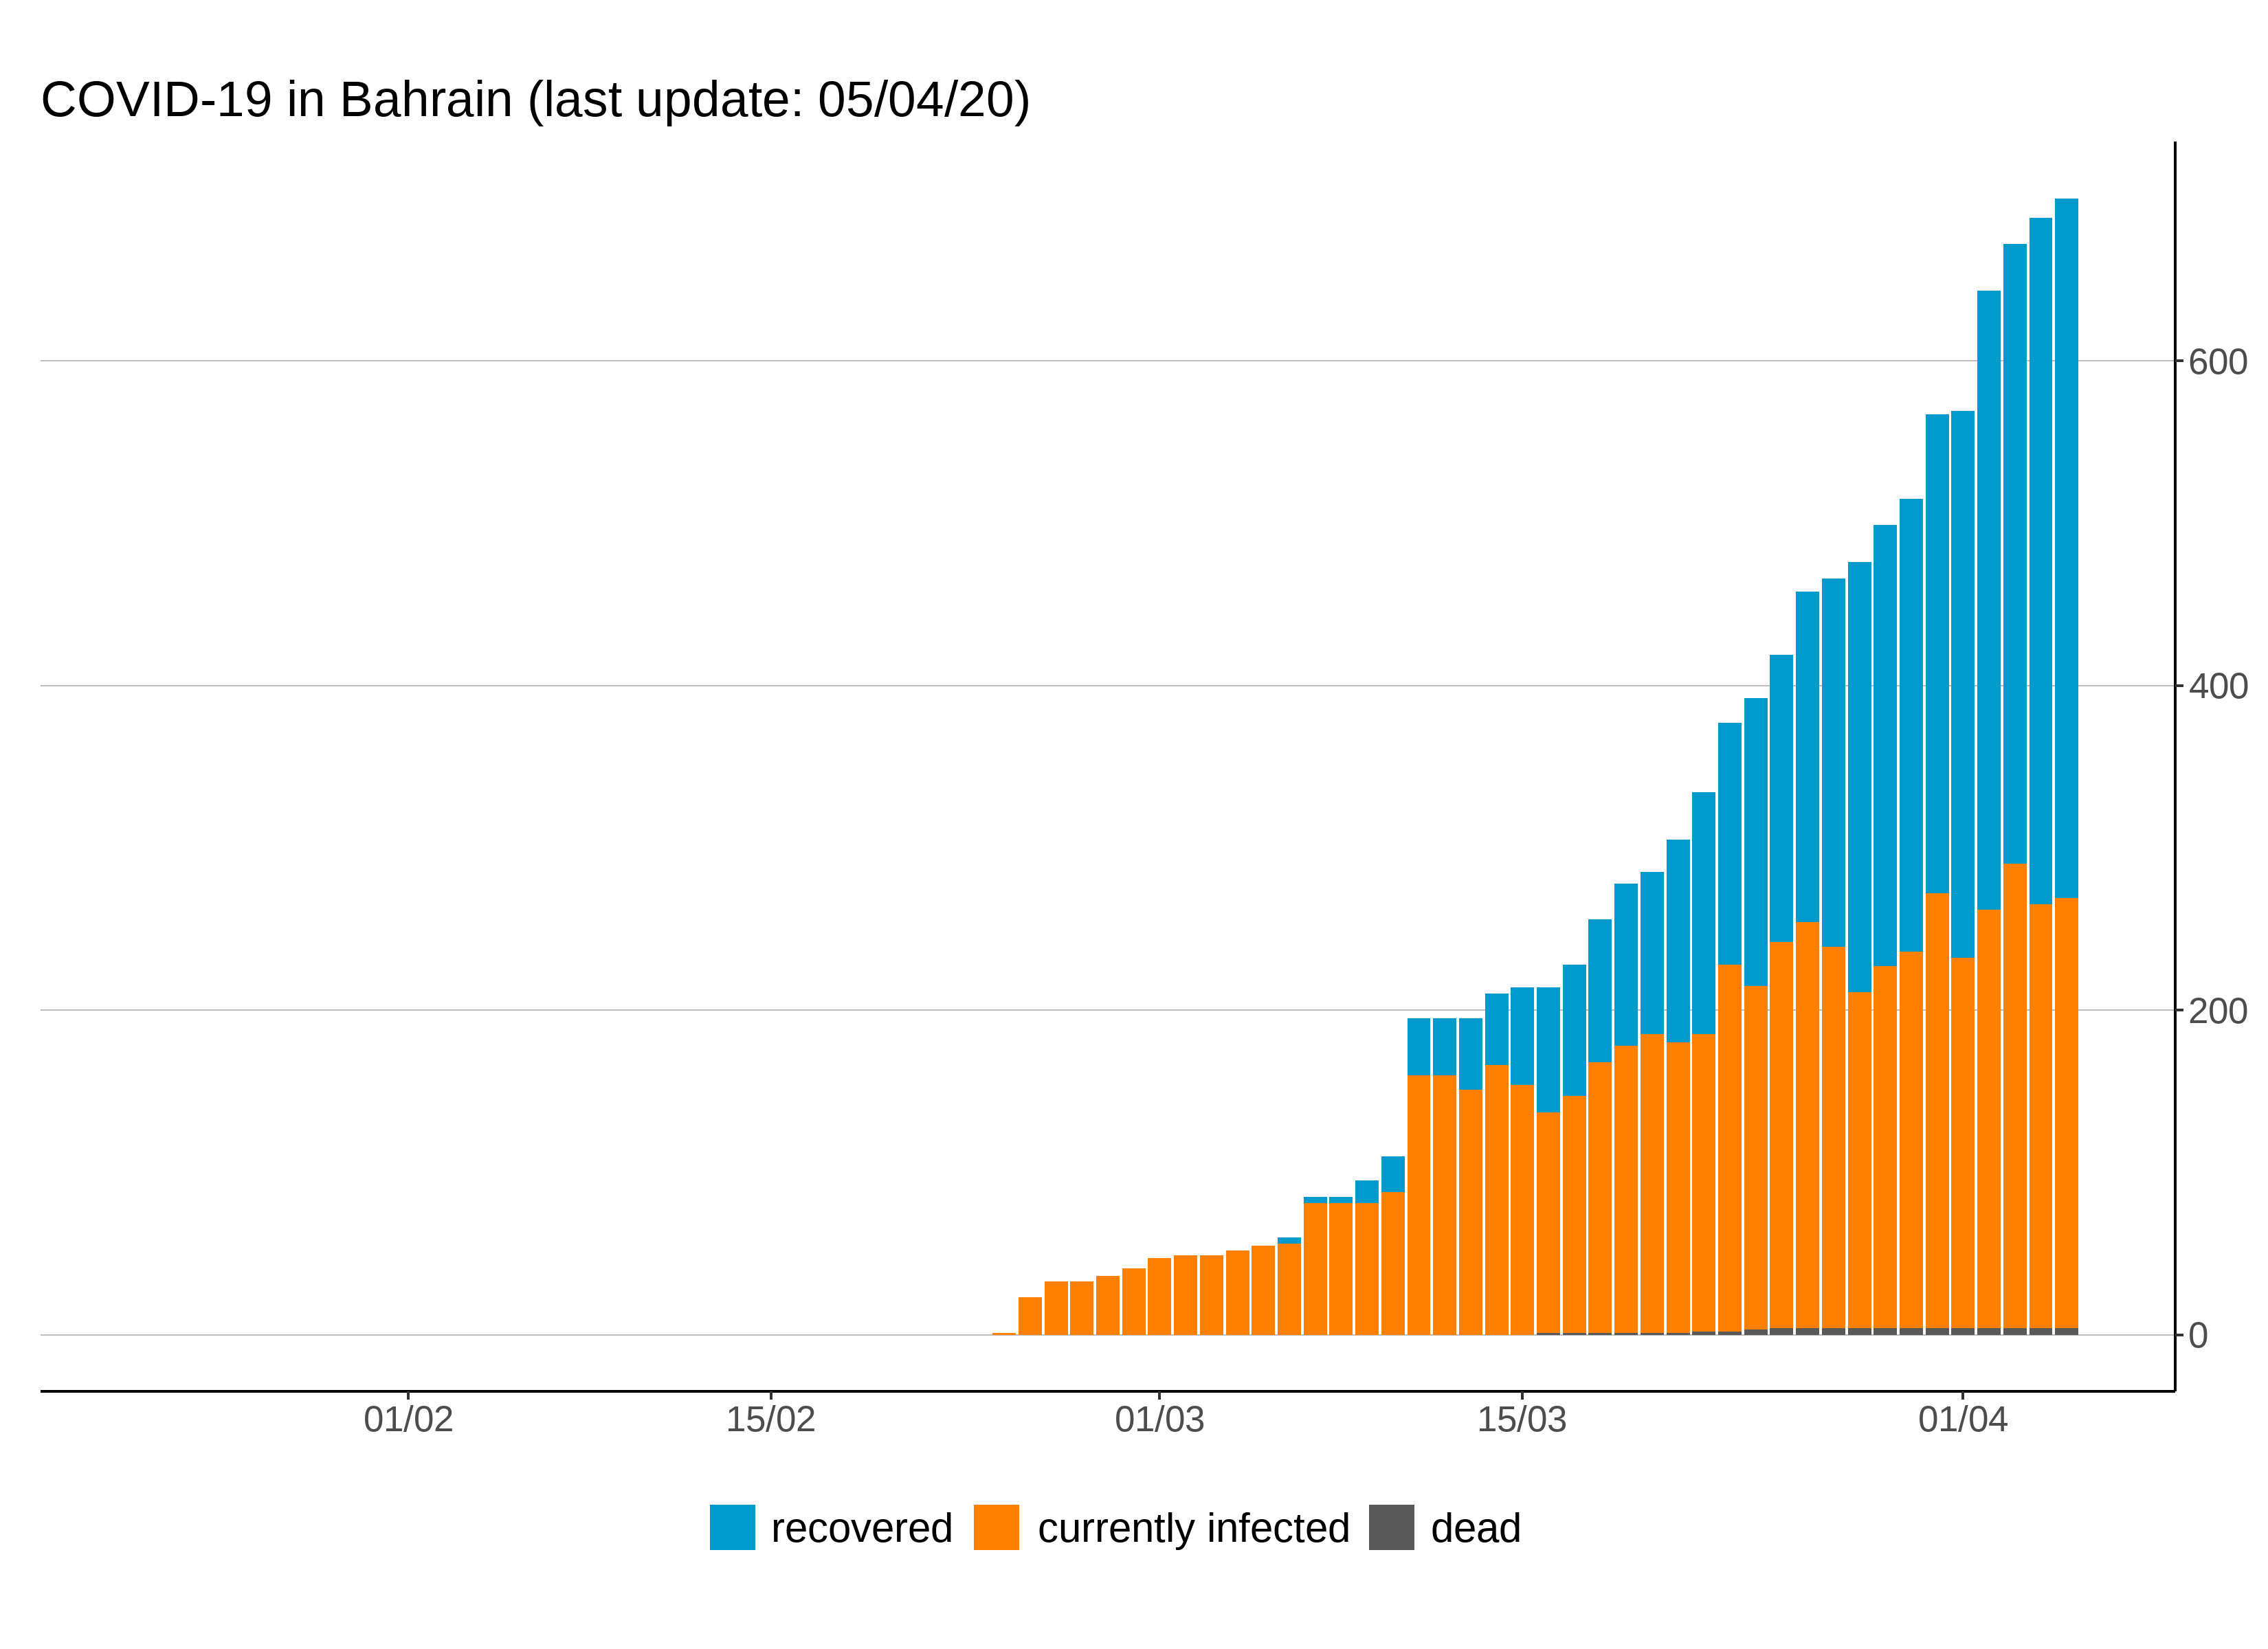 COVID-19 in Bahrain (last update: 05/04/20)
600
400
200
0
01/02 15/02 01/03 15/03 01/04
recovered currently infected dead